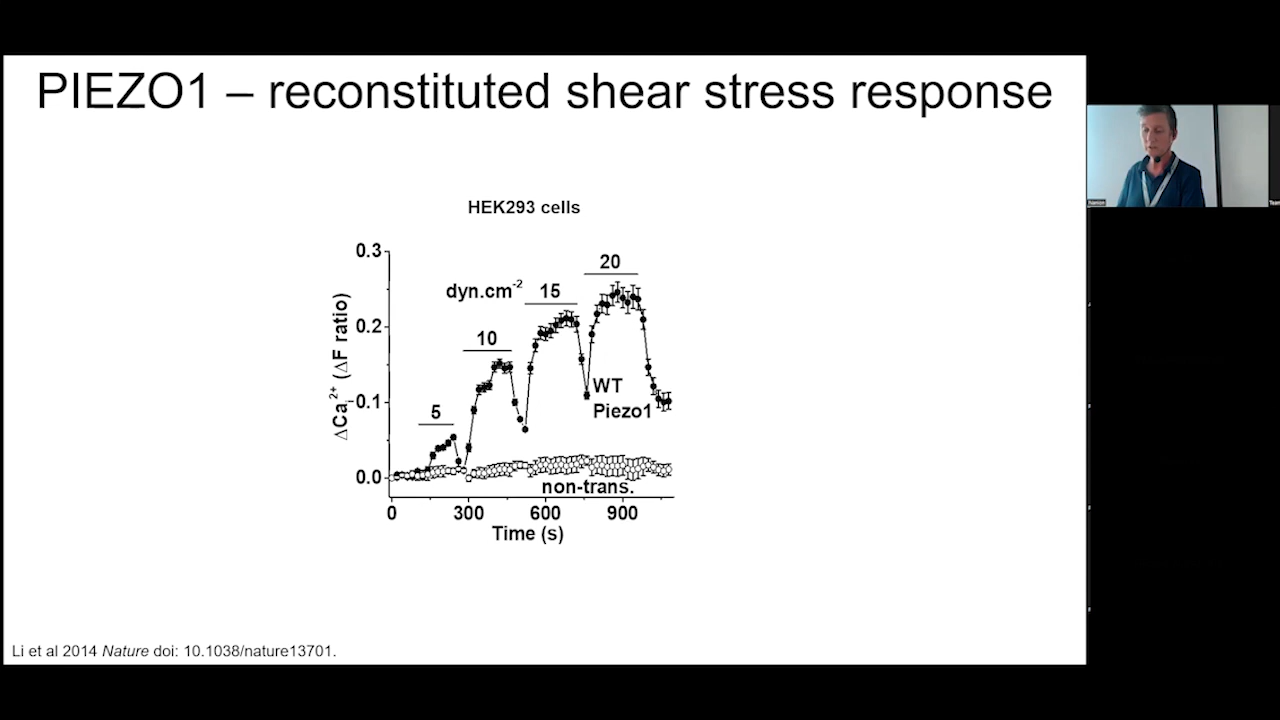 PIEZO1 – reconstituted shear stress response
HEK293 cells
0.3
0.2
0.1
0.0
ΔCaᵢ²⁺ (ΔF ratio)
dyn.cm⁻²
5
10
15
20
WT
Piezo1
non-trans.
0 300 600 900
Time (s)
Li et al 2014 Nature doi: 10.1038/nature13701.